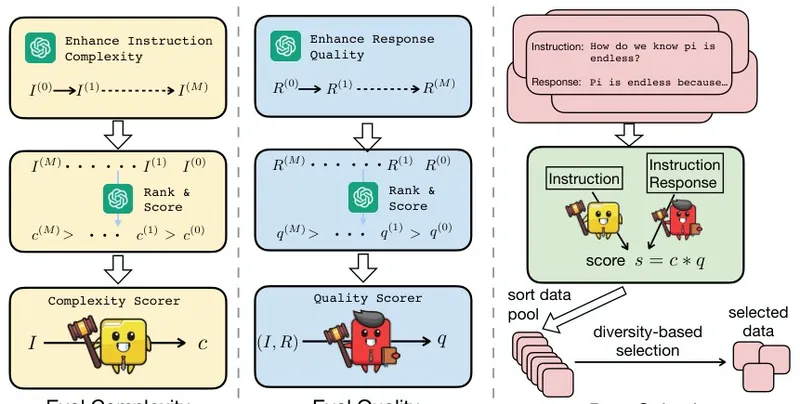 Enhance Instruction
Complexity
I^(0) I^(1) I^(M)
I^(M) · · · · · · I^(1) I^(0)
Rank &
Score
c^(M) > · · · c^(1) > c^(0)
Complexity Scorer
I c
Enhance Response
Quality
R^(0) R^(1) R^(M)
R^(M) · · · · · · R^(1) R^(0)
Rank &
Score
q^(M) > · · · q^(1) > q^(0)
Quality Scorer
(I, R) q
Instruction: How do we know pi is
endless?
Response: Pi is endless because…
Instruction
Instruction
Response
score s = c * q
sort data
pool
diversity-based
selection
selected
data